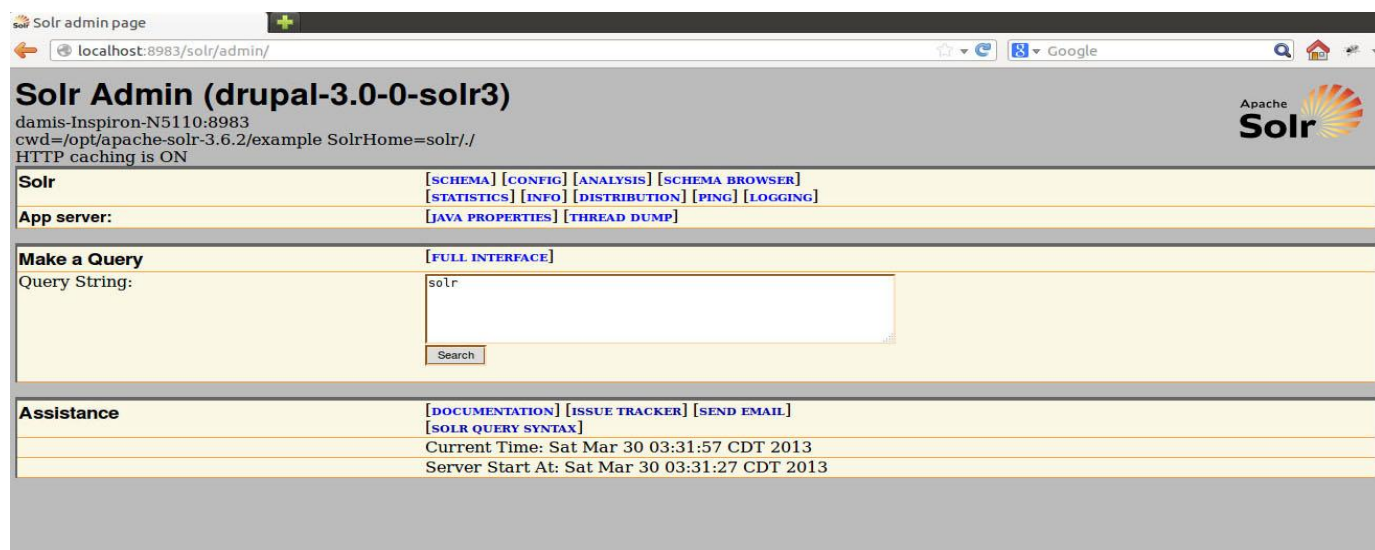 Solr admin page
localhost:8983/solr/admin/
Google
Solr Admin (drupal-3.0-0-solr3)
damis-Inspiron-N5110:8983
cwd=/opt/apache-solr-3.6.2/example SolrHome=solr/./
HTTP caching is ON
Apache
Solr
Solr
[SCHEMA] [CONFIG] [ANALYSIS] [SCHEMA BROWSER]
[STATISTICS] [INFO] [DISTRIBUTION] [PING] [LOGGING]
App server:
[JAVA PROPERTIES] [THREAD DUMP]
Make a Query
[FULL INTERFACE]
Query String:
solr
Search
Assistance
[DOCUMENTATION] [ISSUE TRACKER] [SEND EMAIL]
[SOLR QUERY SYNTAX]
Current Time: Sat Mar 30 03:31:57 CDT 2013
Server Start At: Sat Mar 30 03:31:27 CDT 2013